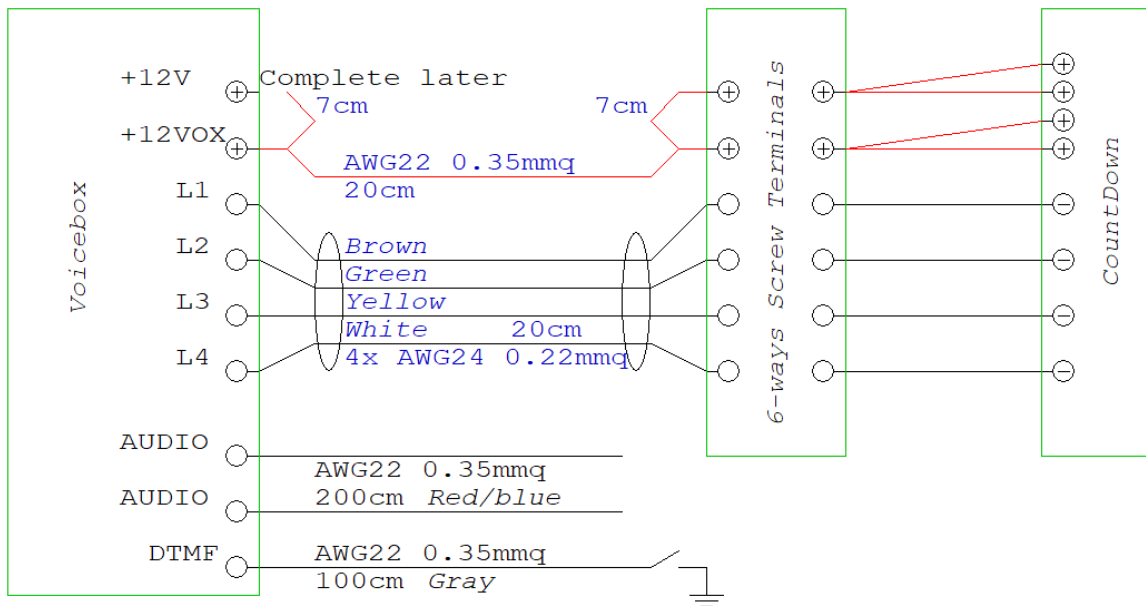 +12V
Complete later
7cm
7cm
+12VOX
AWG22 0.35mmq
20cm
Voicebox
L1
L2
L3
L4
Brown
Green
Yellow
White 20cm
4x AWG24 0.22mmq
6-ways Screw Terminals
CountDown
AUDIO
AWG22 0.35mmq
AUDIO
200cm Red/blue
DTMF
AWG22 0.35mmq
100cm Gray